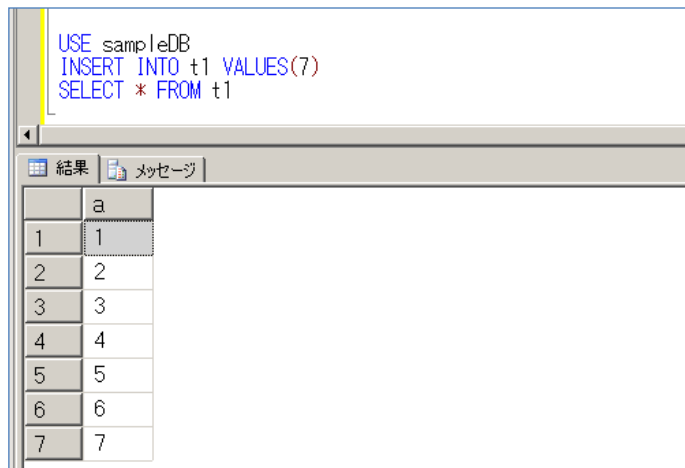 USE sampleDB
INSERT INTO t1 VALUES(7)
SELECT * FROM t1
結果 メッセージ
a
1 1
2 2
3 3
4 4
5 5
6 6
7 7